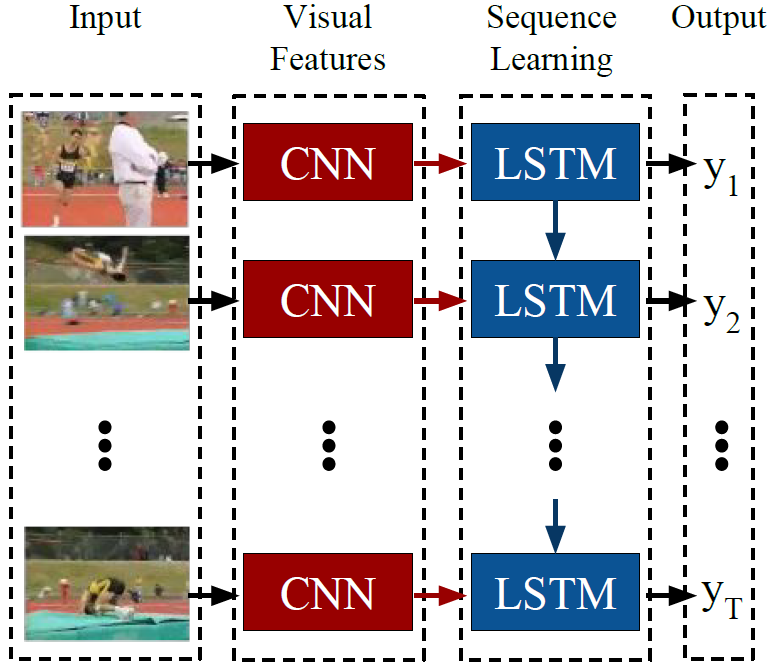 Input
Visual
Features
Sequence
Learning
Output
CNN
LSTM
y1
CNN
LSTM
y2
CNN
LSTM
yT